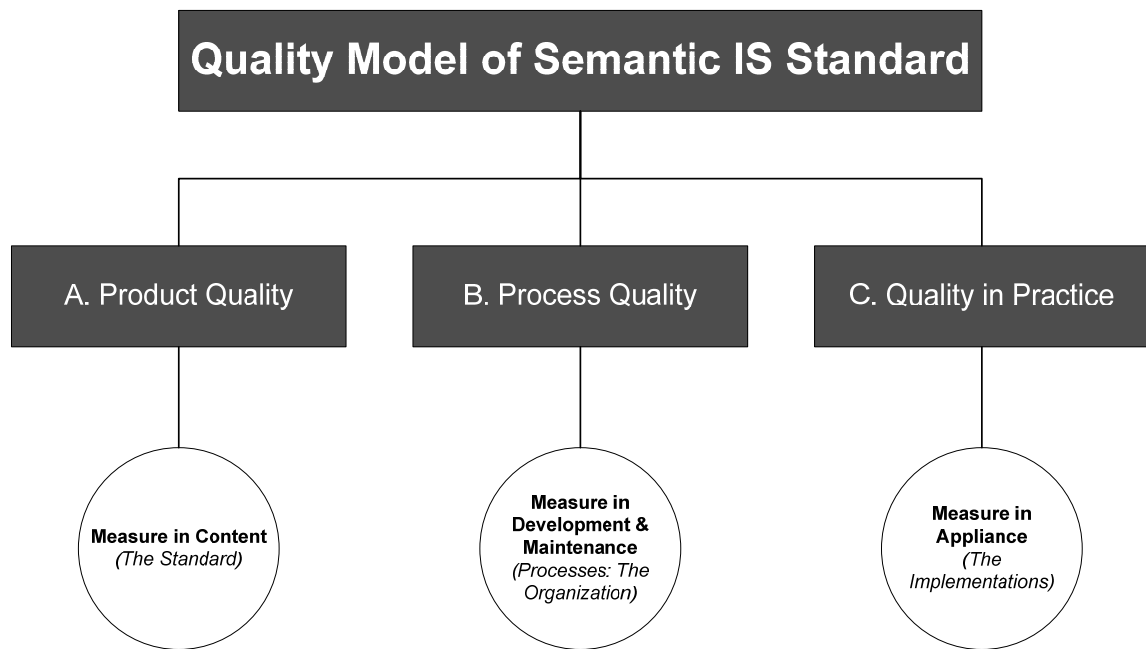 Quality Model of Semantic IS Standard
A. Product Quality
B. Process Quality
C. Quality in Practice
Measure in Content
(The Standard)
Measure in
Development &
Maintenance
(Processes: The
Organization)
Measure in
Appliance
(The
Implementations)